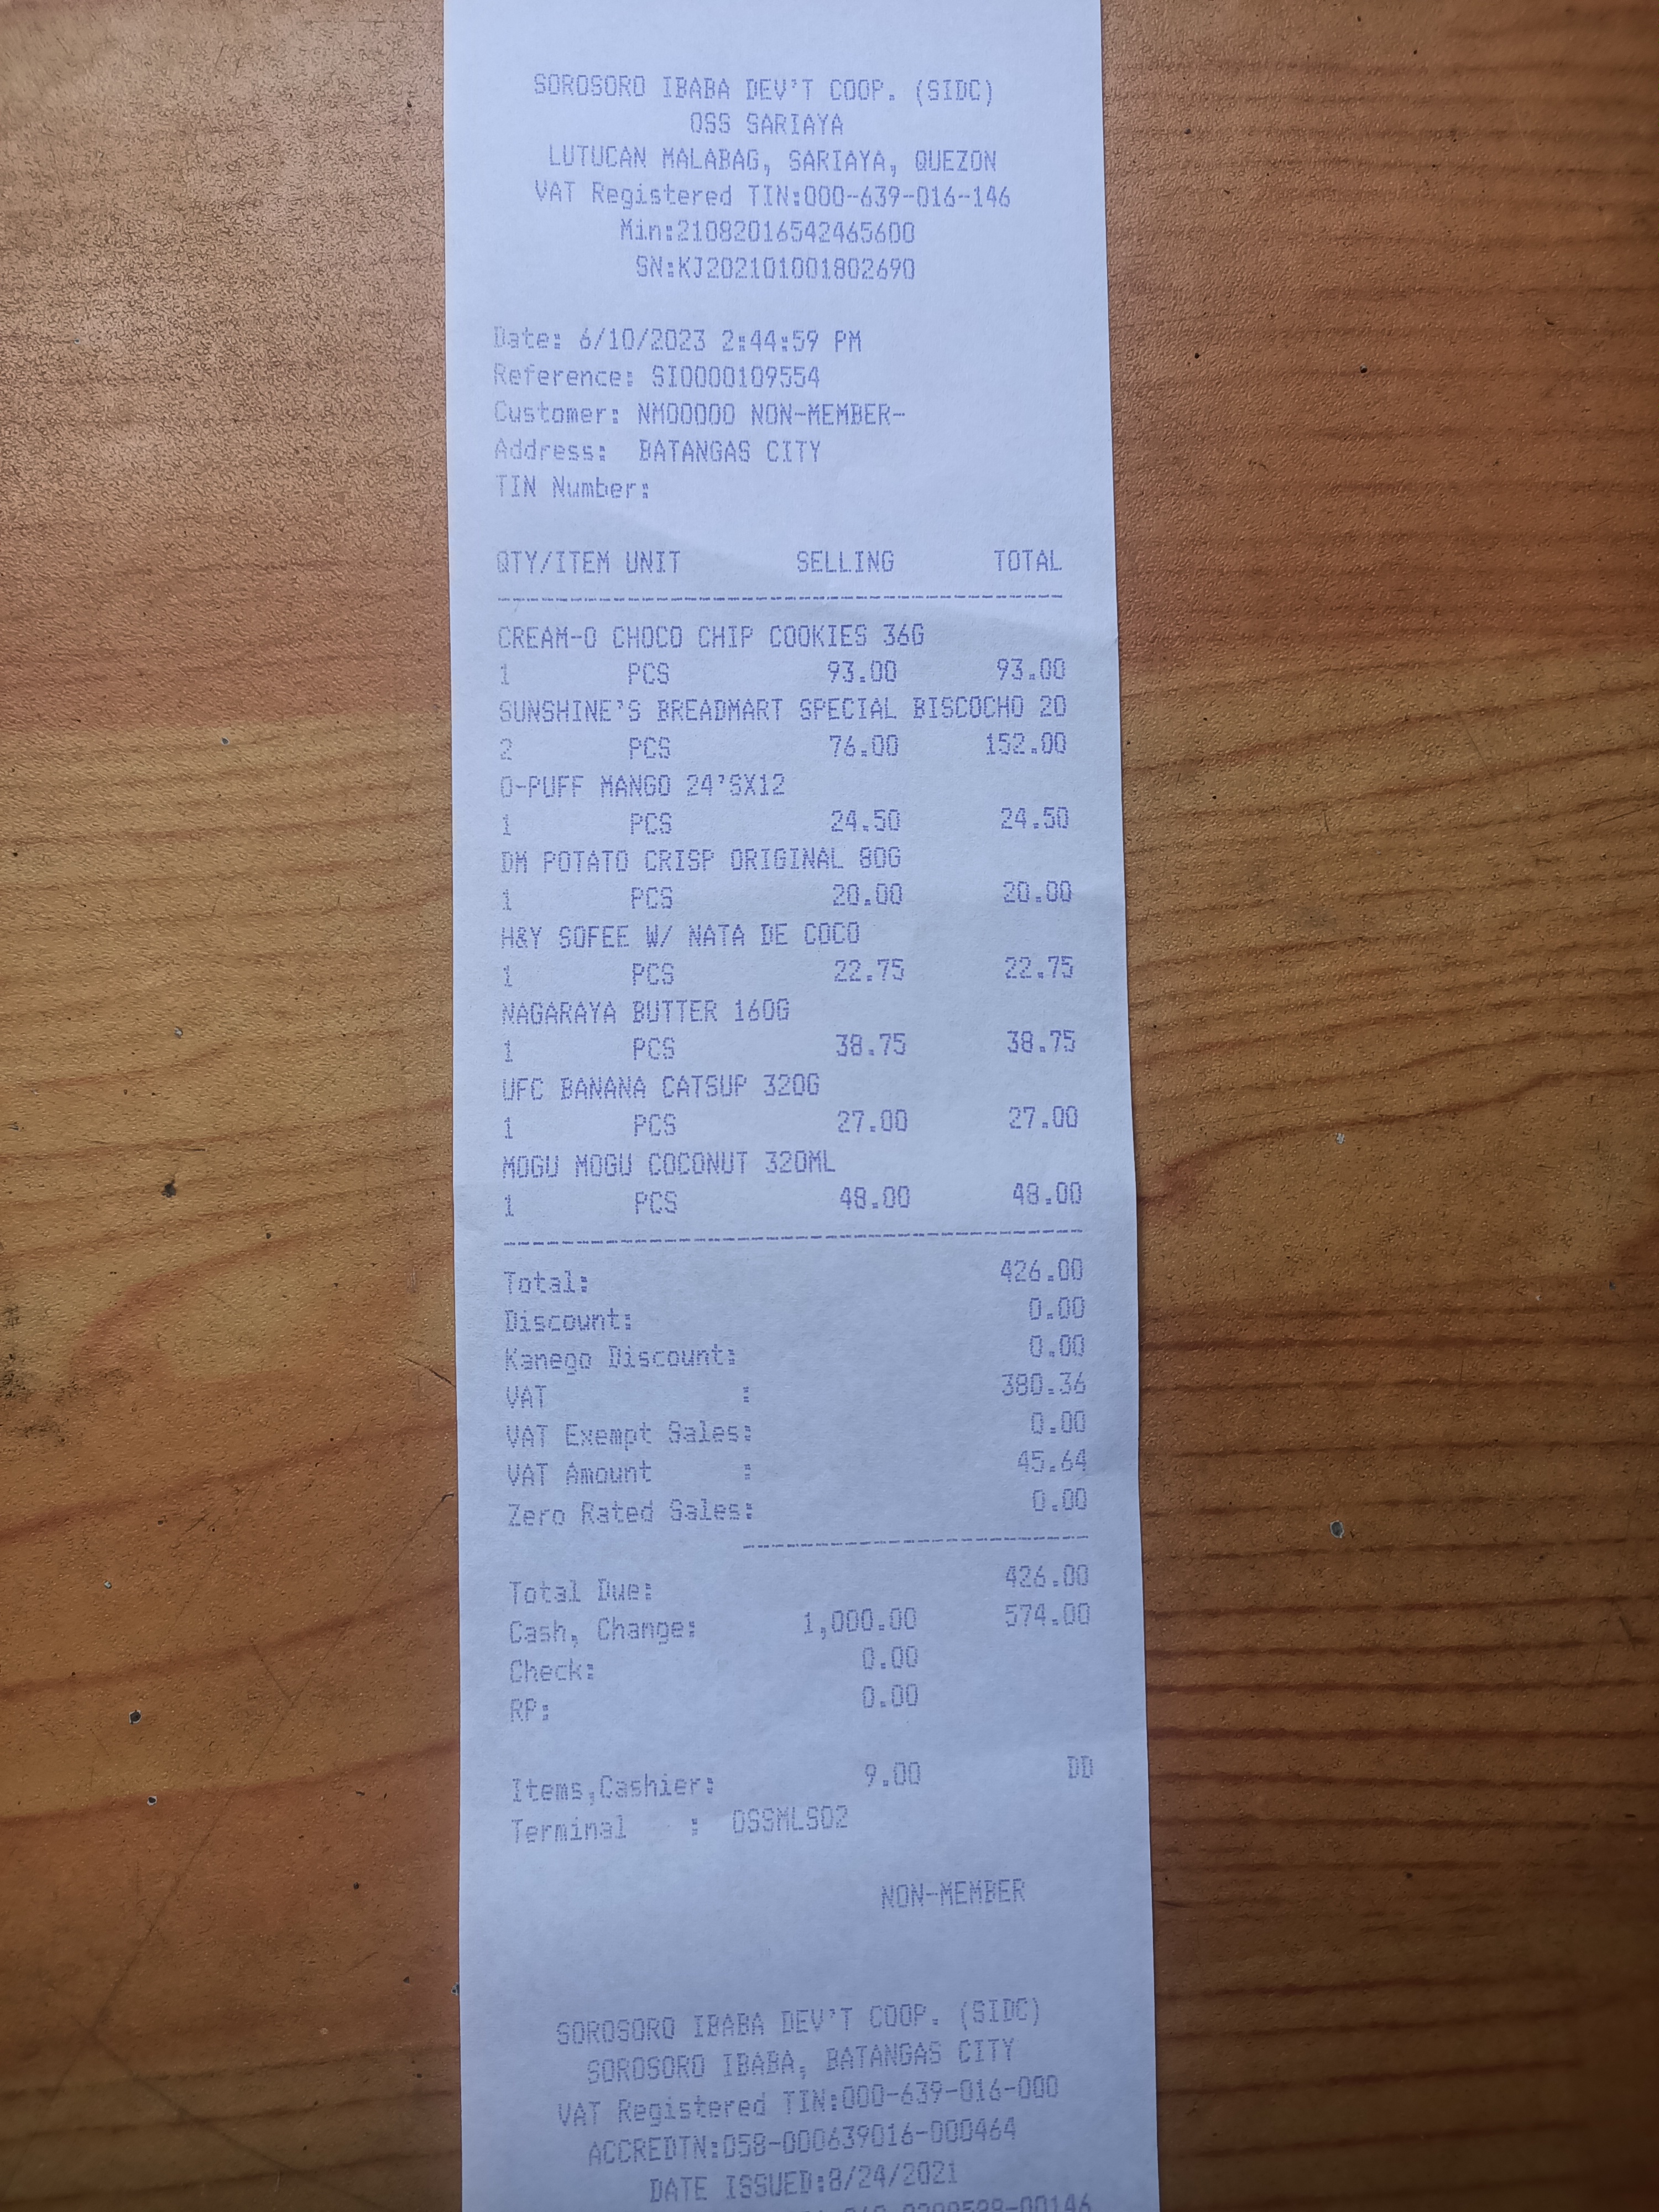 SOROSORO IBABA DEV'T COOP. (SIDC)
OSS SARIAYA
LUTUCAN MALABAG, SARIAYA, QUEZON
VAT Registered TIN:000-639-016-146
Min:21082016542465600
SN:KJ202101001802690
Date: 6/10/2023 2:44:59 PM
Reference: SI0000109554
Customer: NM00000 NON-MEMBER-
Address: BATANGAS CITY
TIN Number:
QTY/ITEM UNIT SELLING TOTAL
CREAM-O CHOCO CHIP COOKIES 36G
1 PCS 93.00 93.00
SUNSHINE'S BREADMART SPECIAL BISCOCHO 20
2 PCS 76.00 152.00
O-PUFF MANGO 24'SX12
1 PCS 24.50 24.50
DM POTATO CRISP ORIGINAL 80G
1 PCS 20.00 20.00
H&Y SOFEE W/ NATA DE COCO
1 PCS 22.75 22.75
NAGARAYA BUTTER 160G
1 PCS 38.75 38.75
UFC BANANA CATSUP 320G
1 PCS 27.00 27.00
MOGU MOGU COCONUT 320ML
1 PCS 48.00 48.00
Total: 426.00
Discount: 0.00
Kanego Discount: 0.00
VAT : 380.36
VAT Exempt Sales: 0.00
VAT Amount : 45.64
Zero Rated Sales: 0.00
Total Due: 426.00
Cash, Change: 1,000.00 574.00
Check: 0.00
RP: 0.00
Items,Cashier: 9.00 DD
Terminal : OSSMLS02
NON-MEMBER
SOROSORO IBABA DEV'T COOP. (SIDC)
SOROSORO IBABA, BATANGAS CITY
VAT Registered TIN:000-639-016-000
ACCREDTN:058-000639016-000464
DATE ISSUED:8/24/2021